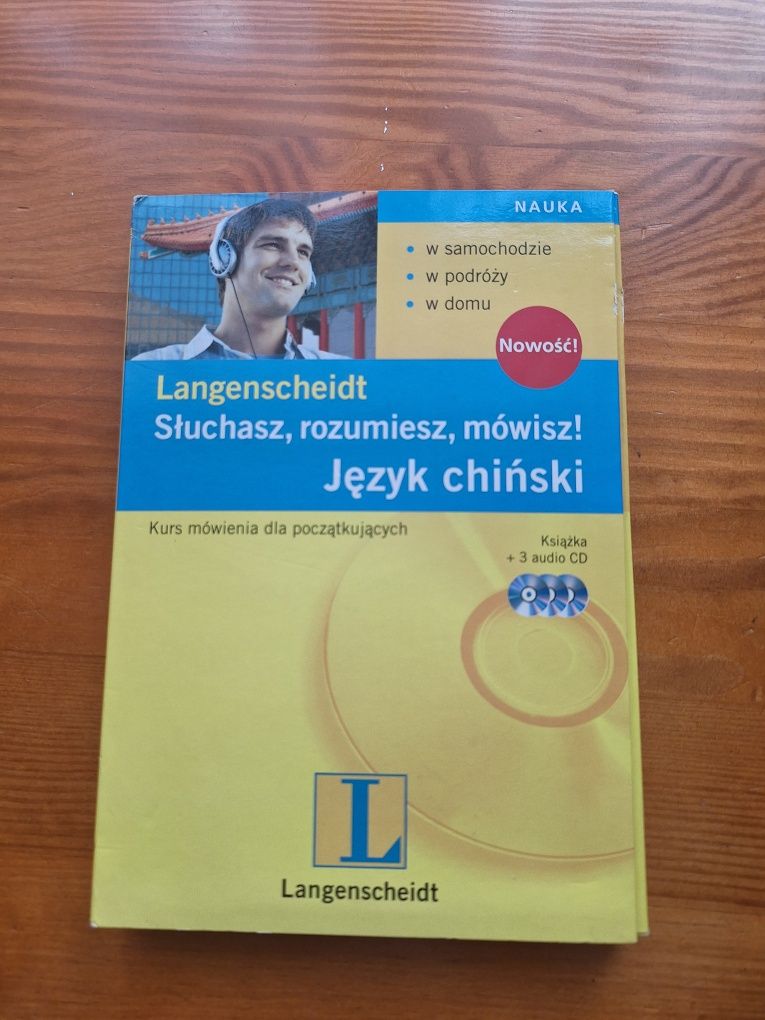 NAUKA
• w samochodzie
• w podróży
• w domu
Nowość!
Langenscheidt
Słuchasz, rozumiesz, mówisz!
Język chiński
Kurs mówienia dla początkujących
Książka
+ 3 audio CD
L
Langenscheidt